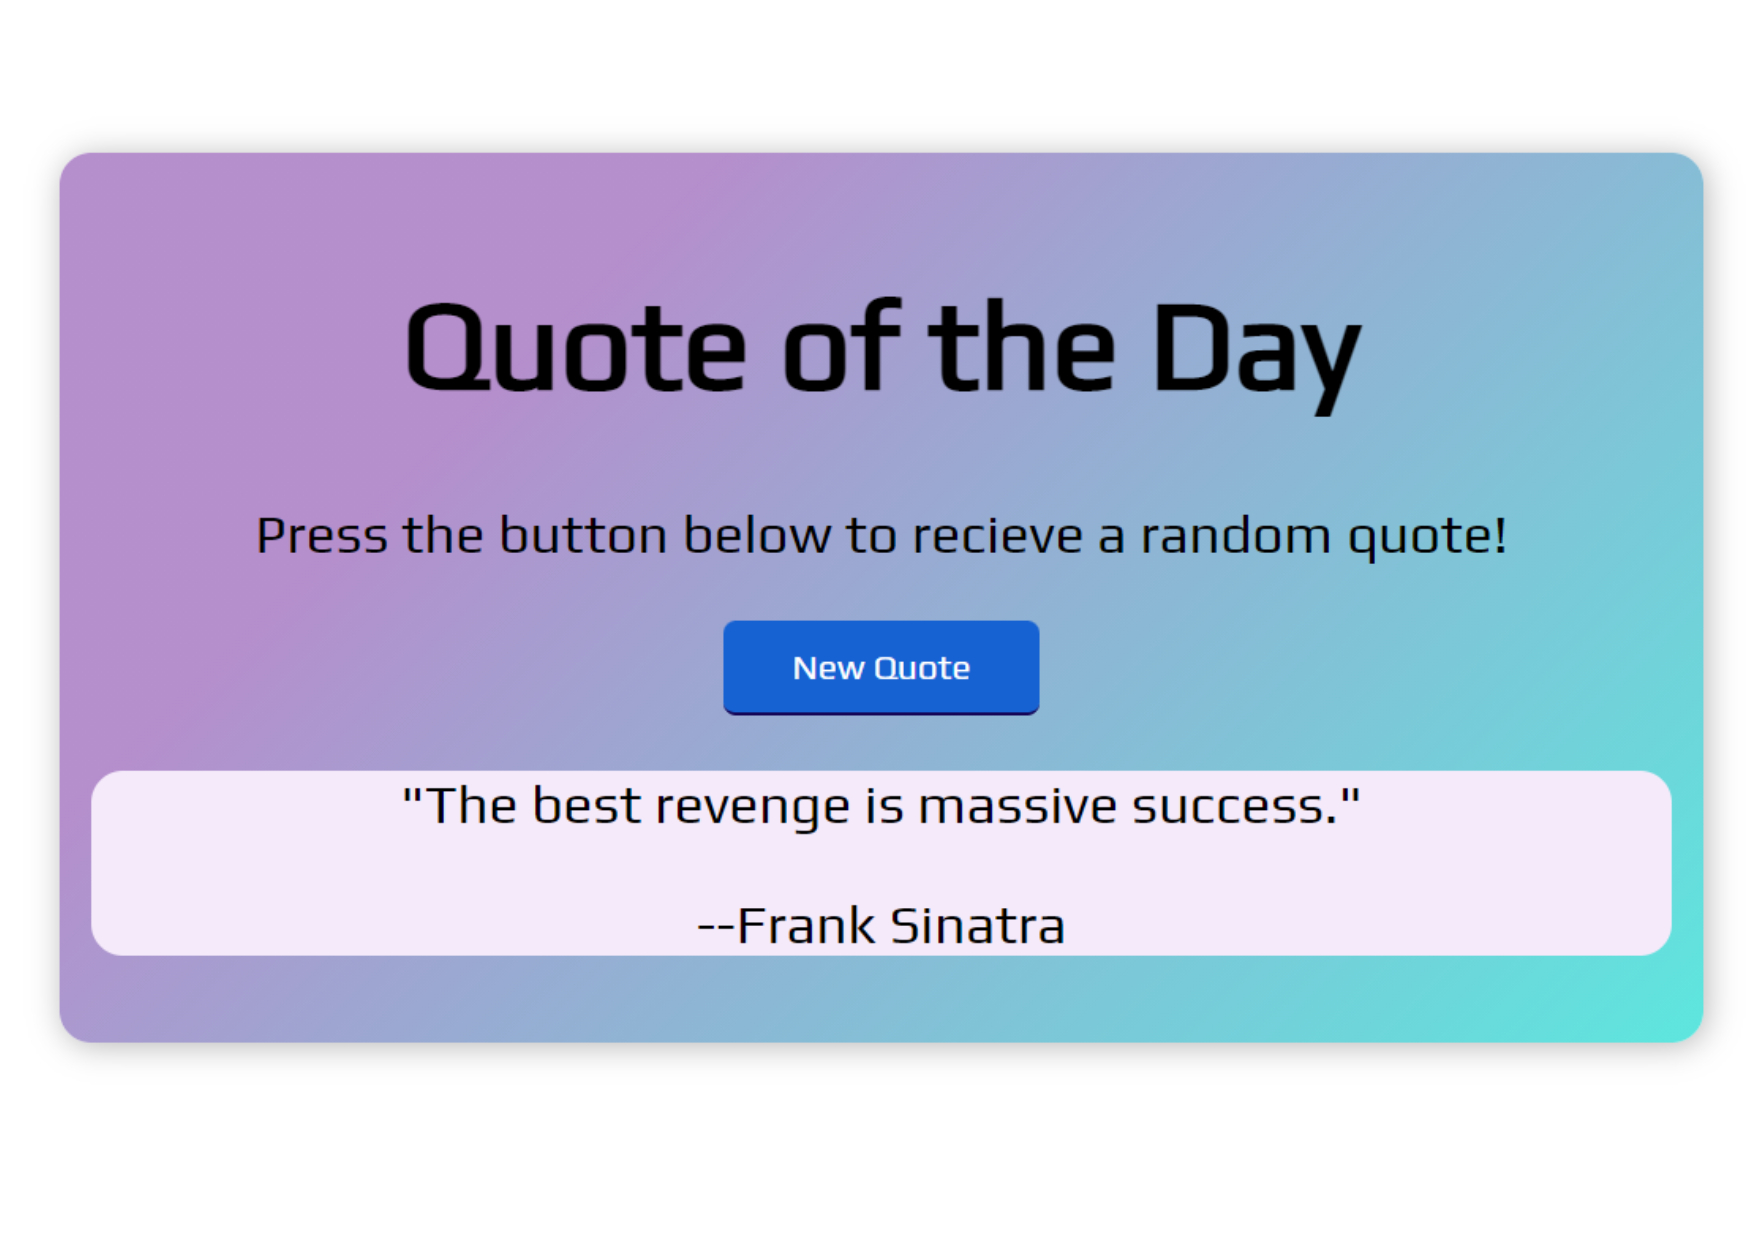 Quote of the Day
Press the button below to recieve a random quote!
New Quote
"The best revenge is massive success."
--Frank Sinatra